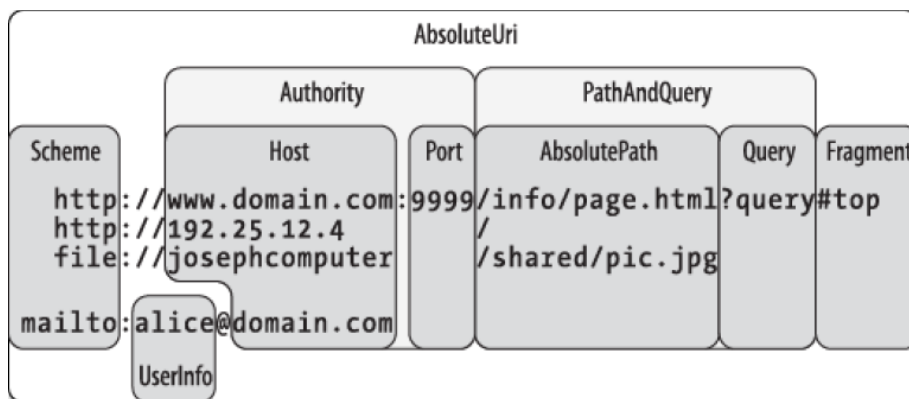 AbsoluteUri
Authority PathAndQuery
Scheme Host Port AbsolutePath Query Fragment
http://www.domain.com:9999/info/page.html?query#top
http://192.25.12.4 /
file://josephcomputer /shared/pic.jpg
mailto:alice@domain.com
UserInfo